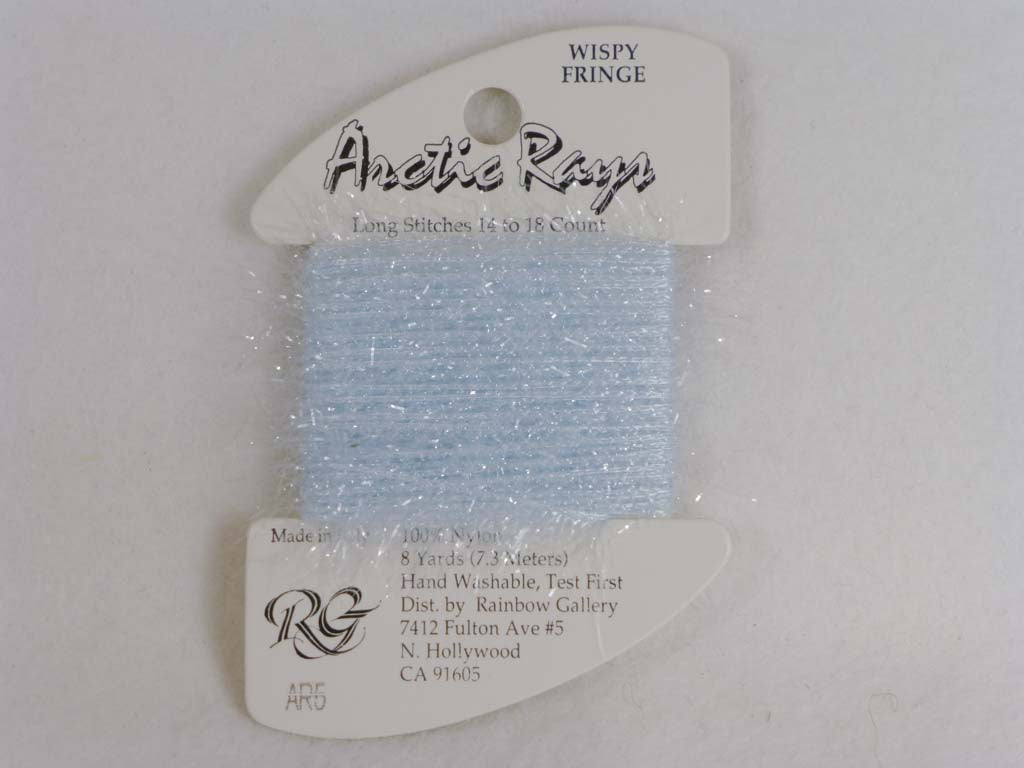 WISPY
FRINGE
Arctic Rays
Long Stitches 14 to 18 Count
Made in
100% Nylon
8 Yards (7.3 Meters)
Hand Washable, Test First
Dist. by Rainbow Gallery
7412 Fulton Ave #5
N. Hollywood
CA 91605
RG
AR5